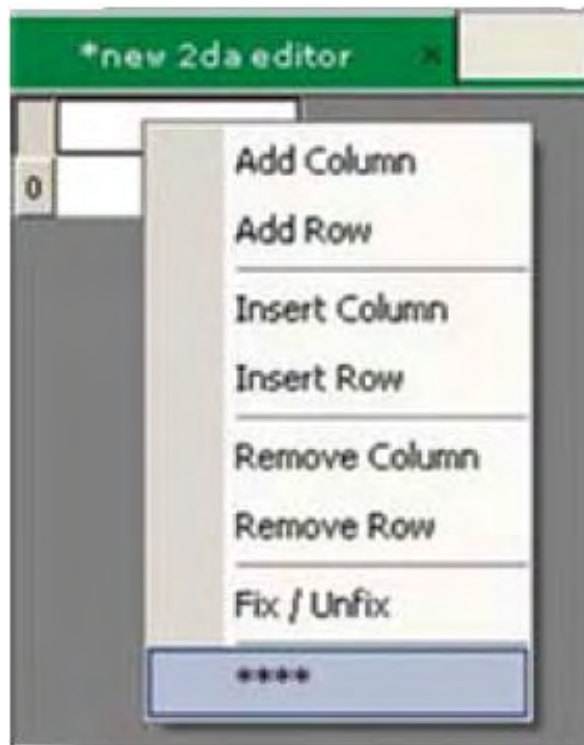 *new 2da editor ×
0
Add Column
Add Row
Insert Column
Insert Row
Remove Column
Remove Row
Fix / Unfix
****